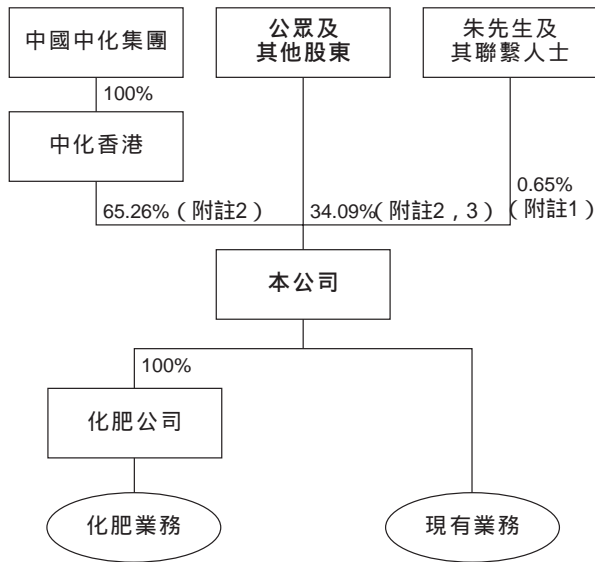 中國中化集團
公眾及
其他股東
朱先生及
其聯繫人士
100%
中化香港
65.26%（附註2）
34.09%（附註2，3）
0.65%
（附註1）
本公司
100%
化肥公司
化肥業務
現有業務